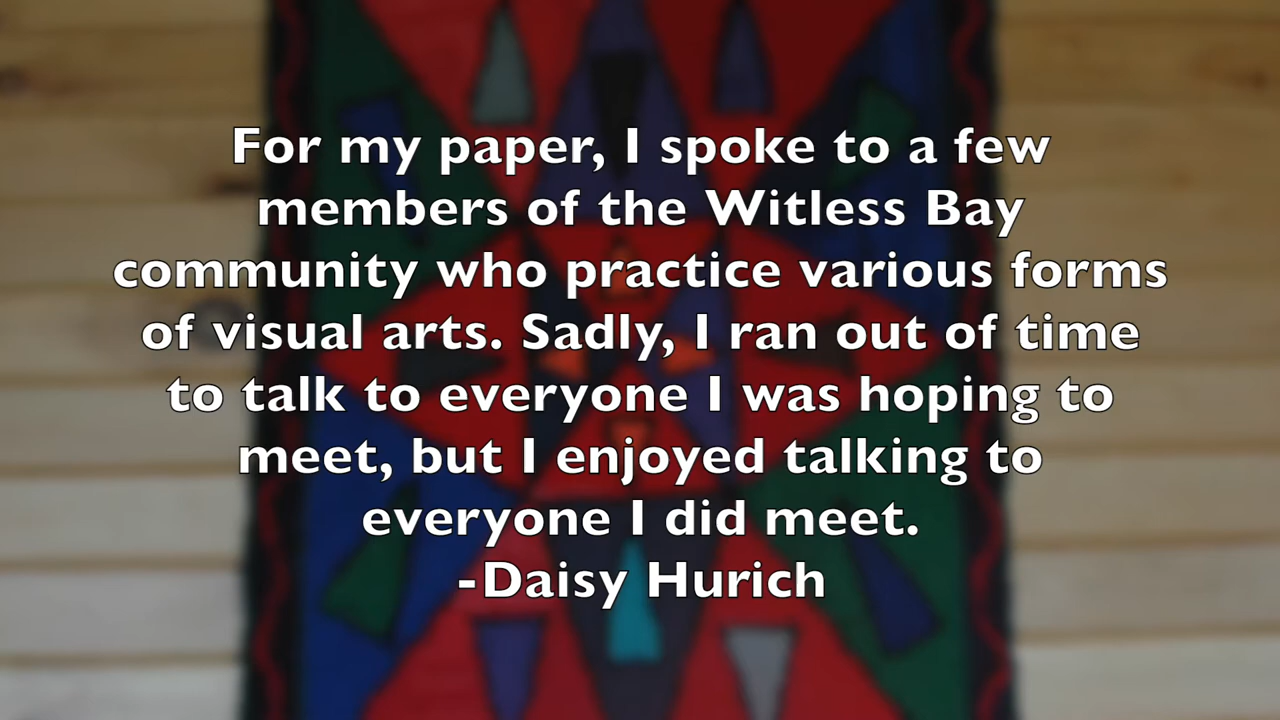 For my paper, I spoke to a few
members of the Witless Bay
community who practice various forms
of visual arts. Sadly, I ran out of time
to talk to everyone I was hoping to
meet, but I enjoyed talking to
everyone I did meet.
-Daisy Hurich